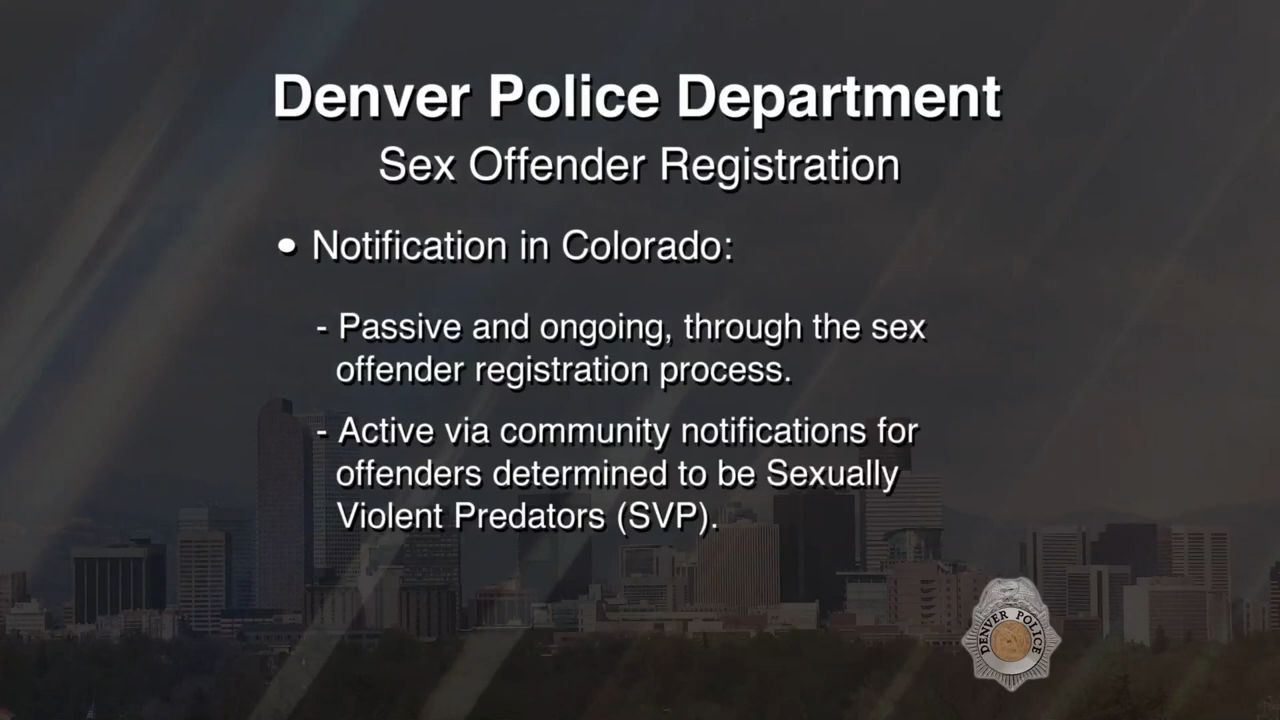 Denver Police Department
Sex Offender Registration
• Notification in Colorado:
- Passive and ongoing, through the sex
offender registration process.
- Active via community notifications for
offenders determined to be Sexually
Violent Predators (SVP).
DENVER POLICE